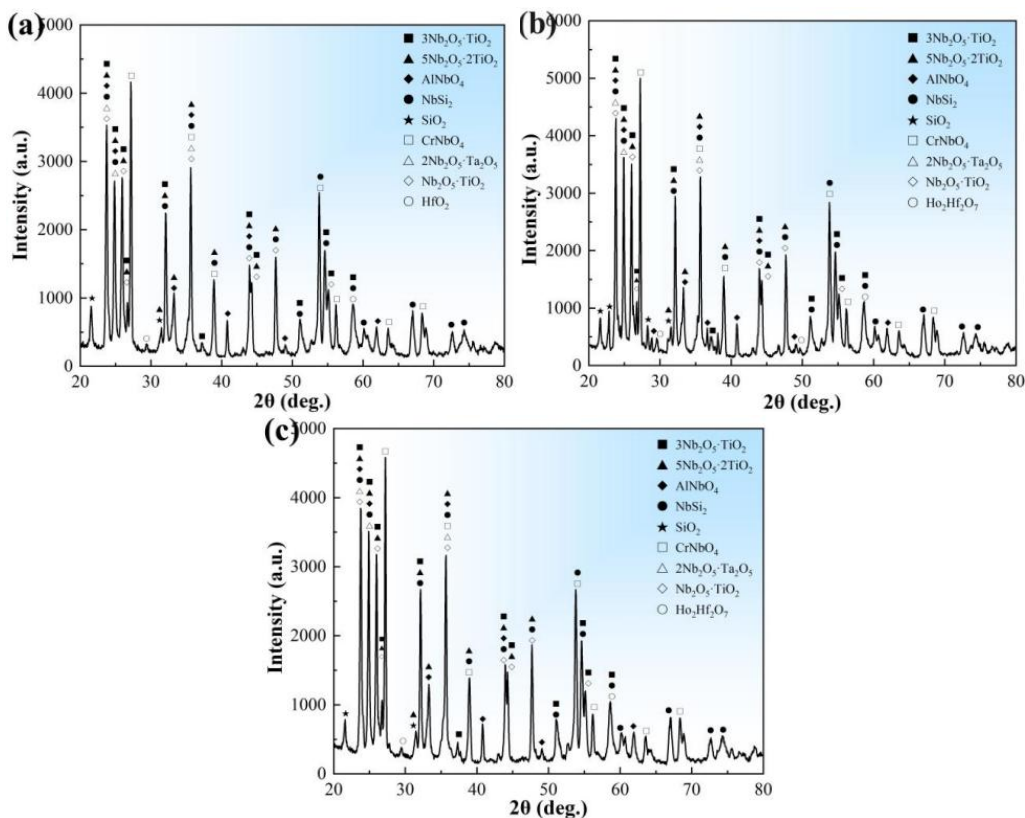 (a)
5000
4000
3000
2000
1000
0
Intensity (a.u.)
20 30 40 50 60 70 80
2θ (deg.)
3Nb₂O₅·TiO₂
5Nb₂O₅·2TiO₂
AlNbO₄
NbSi₂
SiO₂
CrNbO₄
2Nb₂O₅·Ta₂O₅
Nb₂O₅·TiO₂
HfO₂
(b)
6000
5000
4000
3000
2000
1000
0
Intensity (a.u.)
20 30 40 50 60 70 80
2θ (deg.)
3Nb₂O₅·TiO₂
5Nb₂O₅·2TiO₂
AlNbO₄
NbSi₂
SiO₂
CrNbO₄
2Nb₂O₅·Ta₂O₅
Nb₂O₅·TiO₂
Ho₂Hf₂O₇
(c)
5000
4000
3000
2000
1000
0
Intensity (a.u.)
20 30 40 50 60 70 80
2θ (deg.)
3Nb₂O₅·TiO₂
5Nb₂O₅·2TiO₂
AlNbO₄
NbSi₂
SiO₂
CrNbO₄
2Nb₂O₅·Ta₂O₅
Nb₂O₅·TiO₂
Ho₂Hf₂O₇